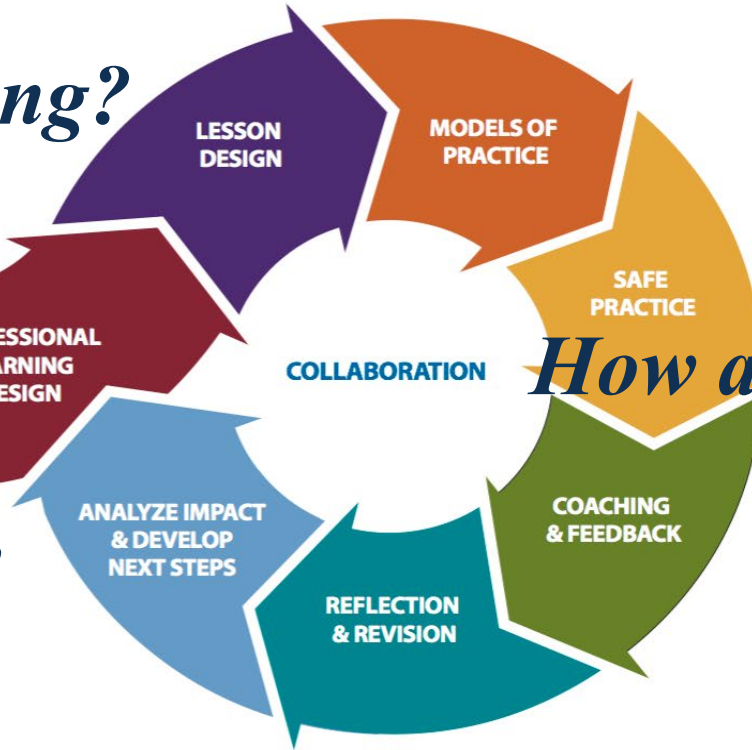 ng?
LESSON
DESIGN
MODELS OF
PRACTICE
SAFE
PRACTICE
ESSIONAL
ARNING
ESIGN
COLLABORATION
How a
COACHING
& FEEDBACK
ANALYZE IMPACT
& DEVELOP
NEXT STEPS
REFLECTION
& REVISION